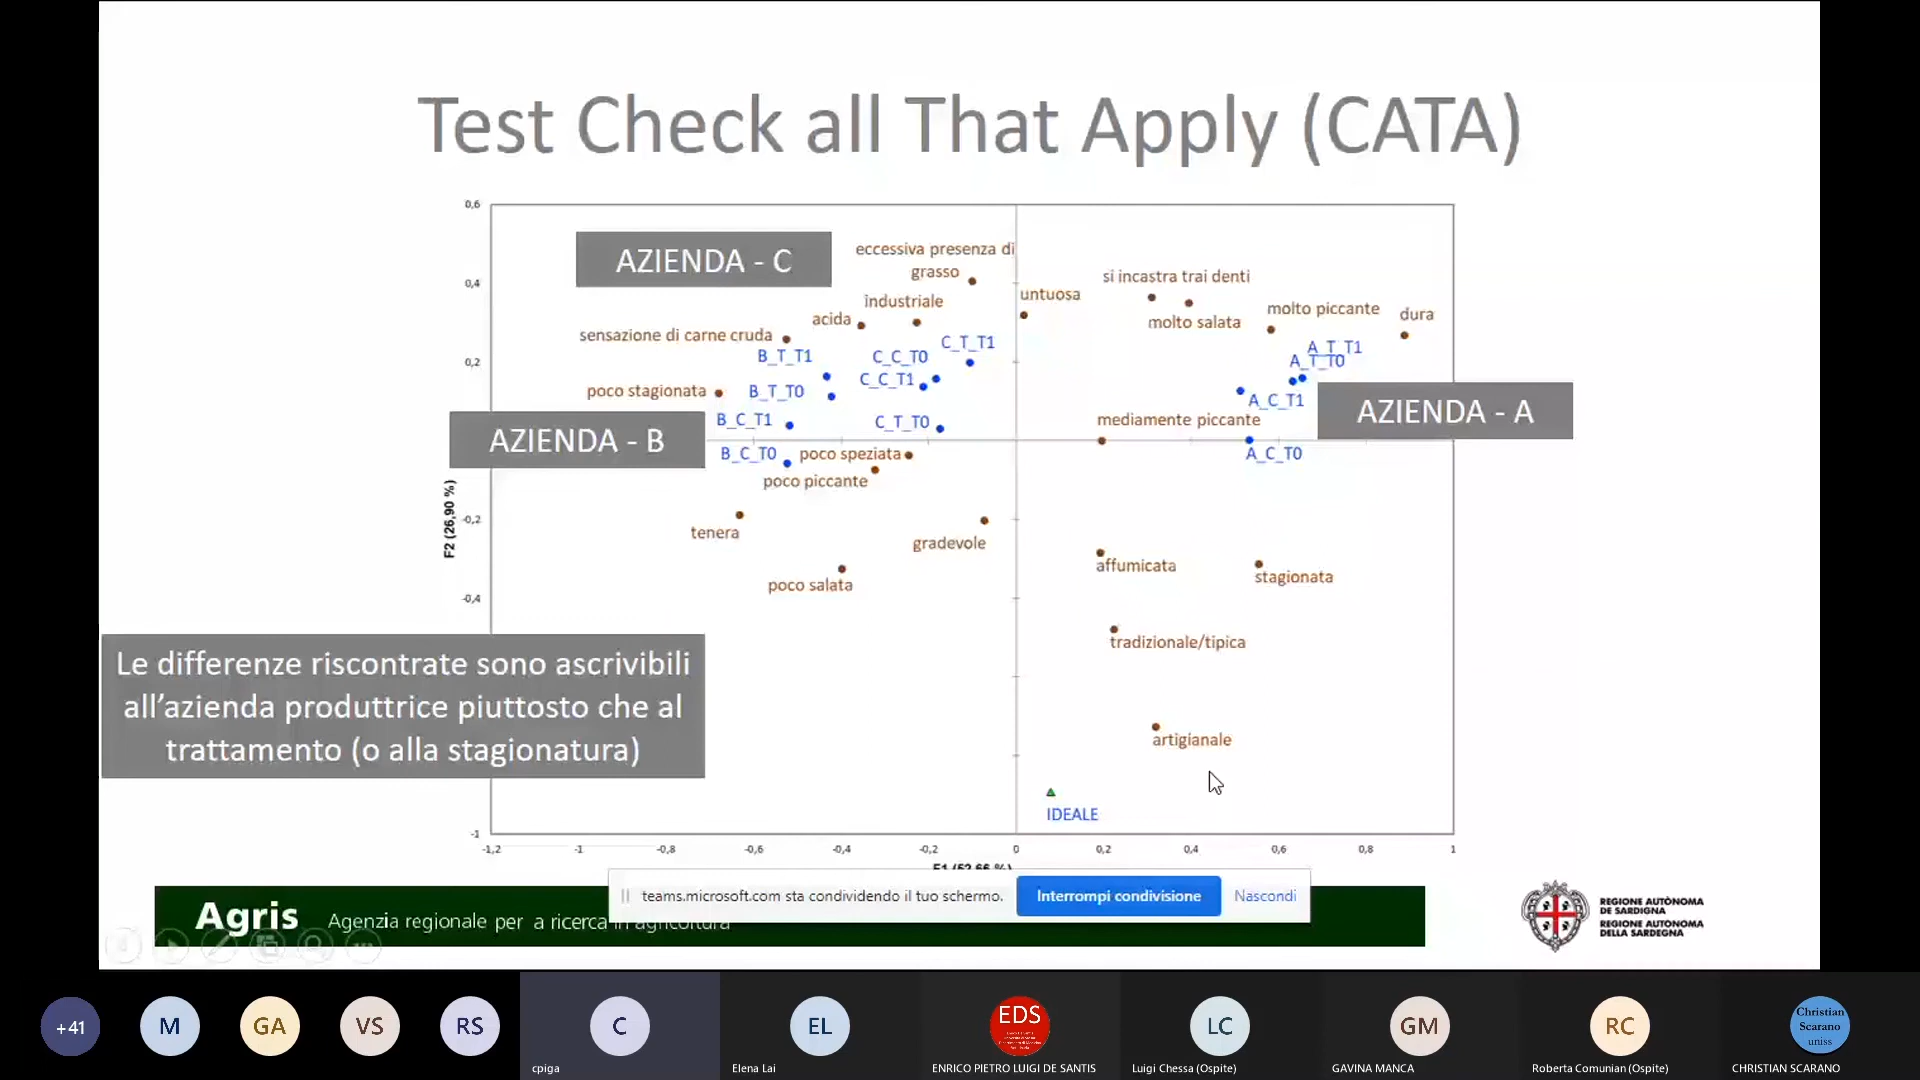 Test Check all That Apply (CATA)
0,6
AZIENDA - C
eccessiva presenza di
grasso
si incastra trai denti
0,4
untuosa
industriale
molto piccante
dura
acida
molto salata
sensazione di carne cruda
C_T_T1
A_T_T1
B_T_T1
C_C_T0
A_T_T0
0,2
C_C_T1
poco stagionata
B_T_T0
A_C_T1
AZIENDA - A
B_C_T1
C_T_T0
mediamente piccante
AZIENDA - B
B_C_T0
poco speziata
A_C_T0
poco piccante
F2 (26,90 %)
-0,2
tenera
gradevole
affumicata
stagionata
poco salata
-0,4
tradizionale/tipica
Le differenze riscontrate sono ascrivibili
all'azienda produttrice piuttosto che al
trattamento (o alla stagionatura)
artigianale
IDEALE
-1
-1,2
-1
-0,8
-0,6
-0,4
-0,2
0
0,2
0,4
0,6
0,8
1
teams.microsoft.com sta condividendo il tuo schermo.
Interrompi condivisione
Nascondi
Agris
Agenzia regionale per a ricerca in agricoltura
REGIONE AUTÒNOMA
DE SARDIGNA
REGIONE AUTONOMA
DELLA SARDEGNA
+41
M
GA
VS
RS
C
EL
EDS
LC
GM
RC
Christian
Scarano
uniss
cpiga
Elena Lai
ENRICO PIETRO LUIGI DE SANTIS
Luigi Chessa (Ospite)
GAVINA MANCA
Roberta Comunian (Ospite)
CHRISTIAN SCARANO